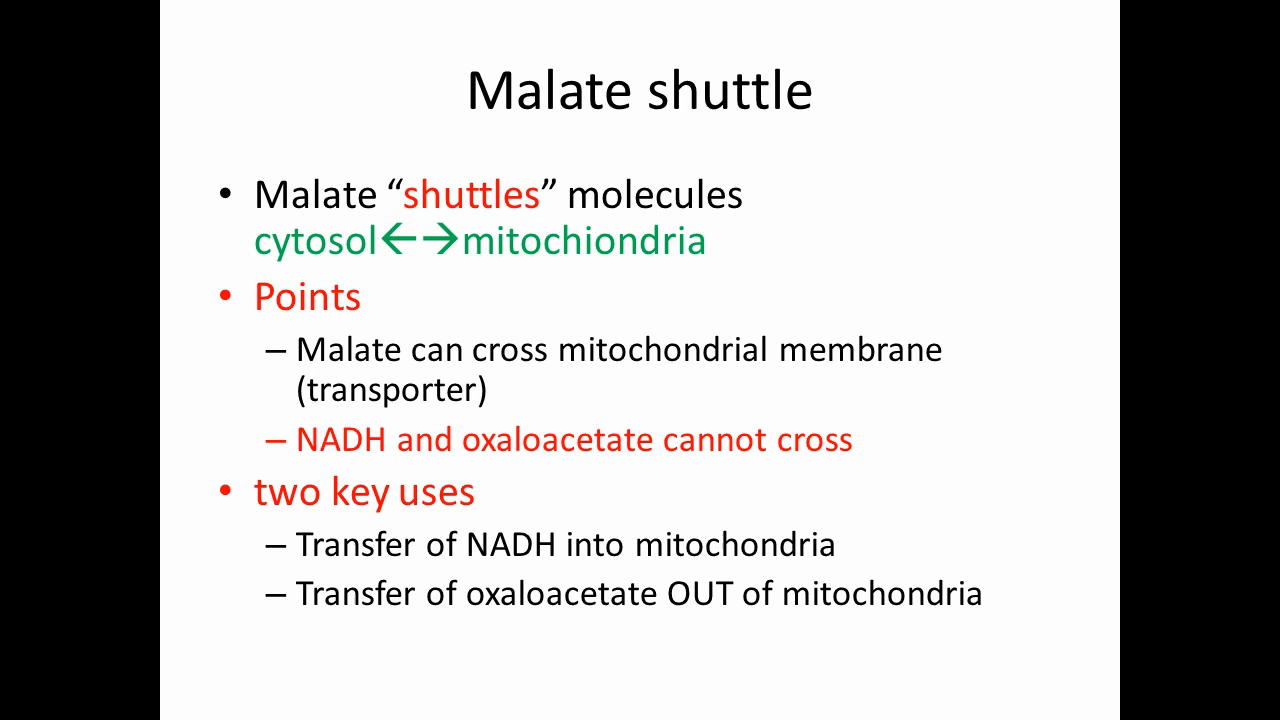 Malate shuttle
• Malate “shuttles” molecules
cytosol←→mitochiondria
• Points
– Malate can cross mitochondrial membrane
(transporter)
– NADH and oxaloacetate cannot cross
• two key uses
– Transfer of NADH into mitochondria
– Transfer of oxaloacetate OUT of mitochondria